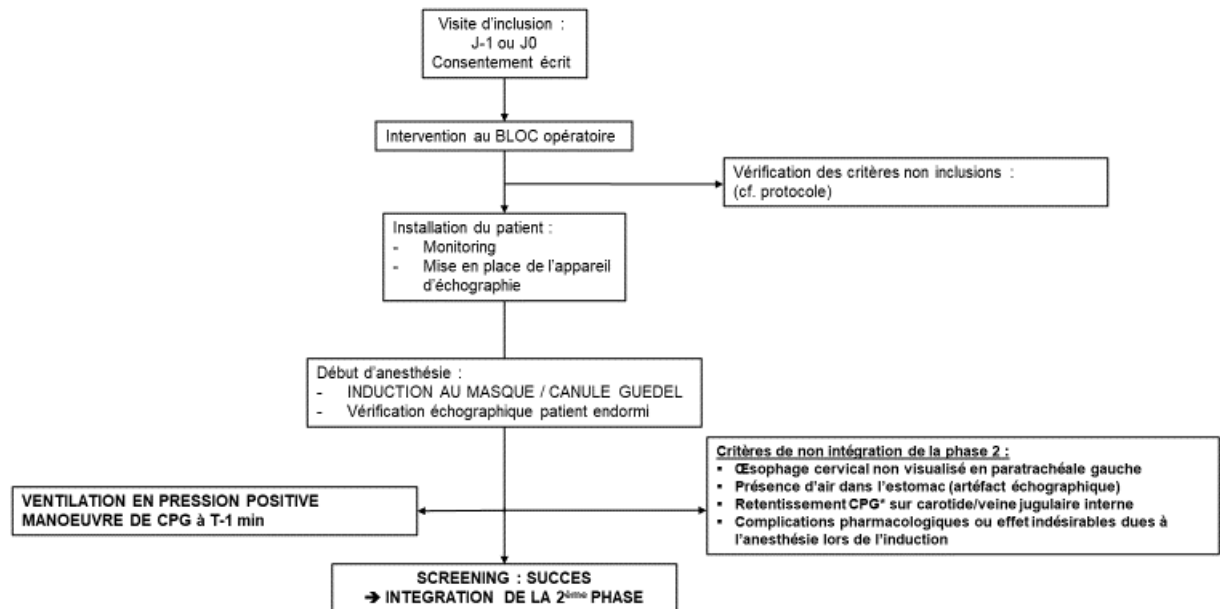 Visite d'inclusion :
J-1 ou J0
Consentement écrit
Intervention au BLOC opératoire
Vérification des critères non inclusions :
(cf. protocole)
Installation du patient :
- Monitoring
- Mise en place de l'appareil
d'échographie
Début d'anesthésie :
- INDUCTION AU MASQUE / CANULE GUEDEL
- Vérification échographique patient endormi
VENTILATION EN PRESSION POSITIVE
MANOEUVRE DE CPG à T-1 min
Critères de non intégration de la phase 2 :
▪ Œsophage cervical non visualisé en paratrachéale gauche
▪ Présence d'air dans l'estomac (artéfact échographique)
▪ Retentissement CPG* sur carotide/veine jugulaire interne
▪ Complications pharmacologiques ou effet indésirables dues à
l'anesthésie lors de l'induction
SCREENING : SUCCES
➔ INTEGRATION DE LA 2ème PHASE